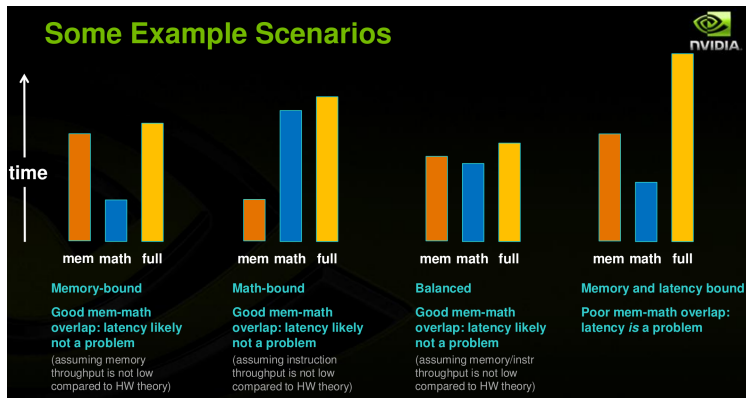 Some Example Scenarios
NVIDIA.
time
mem math full
mem math full
mem math full
mem math full
Memory-bound
Good mem-math
overlap: latency likely
not a problem
(assuming memory
throughput is not low
compared to HW theory)
Math-bound
Good mem-math
overlap: latency likely
not a problem
(assuming instruction
throughput is not low
compared to HW theory)
Balanced
Good mem-math
overlap: latency likely
not a problem
(assuming memory/instr
throughput is not low
compared to HW theory)
Memory and latency bound
Poor mem-math overlap:
latency is a problem